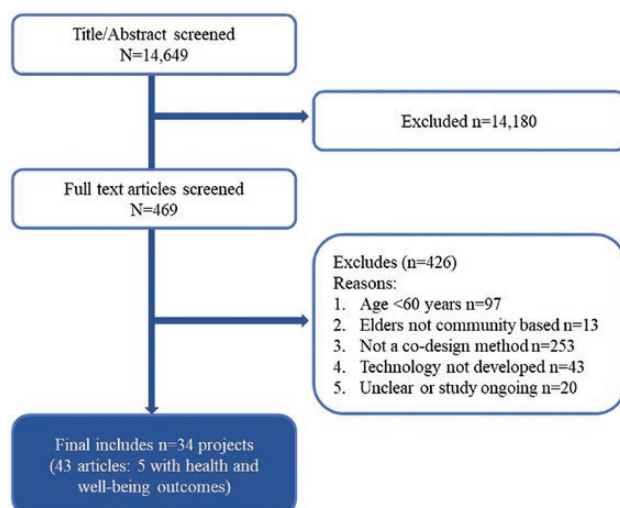 Title/Abstract screened
N=14,649
Excluded n=14,180
Full text articles screened
N=469
Excludes (n=426)
Reasons:
1. Age <60 years n=97
2. Elders not community based n=13
3. Not a co-design method n=253
4. Technology not developed n=43
5. Unclear or study ongoing n=20
Final includes n=34 projects
(43 articles: 5 with health and
well-being outcomes)